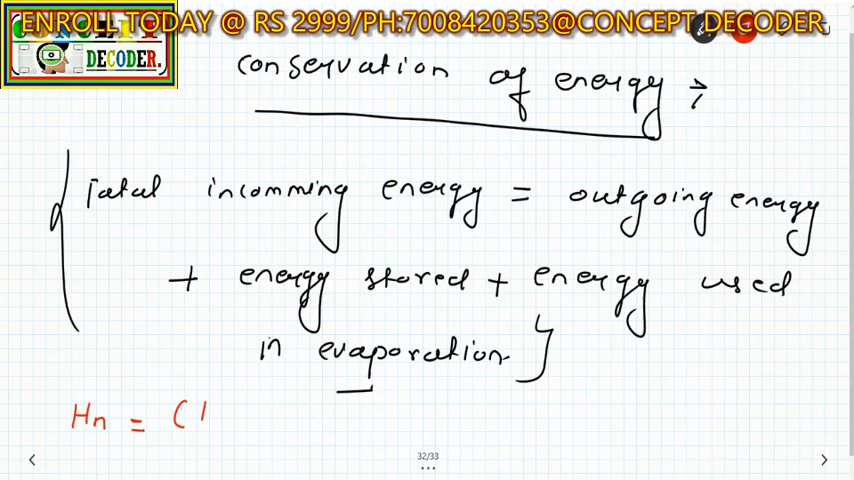 ENROLL TODAY @ RS 2999/PH:7008420353@CONCEPT DECODER
DECODER.
conservation of energy :
Total incomming energy = outgoing energy
+ energy stored + energy used
in evaporation }
Hn = (1
32/33